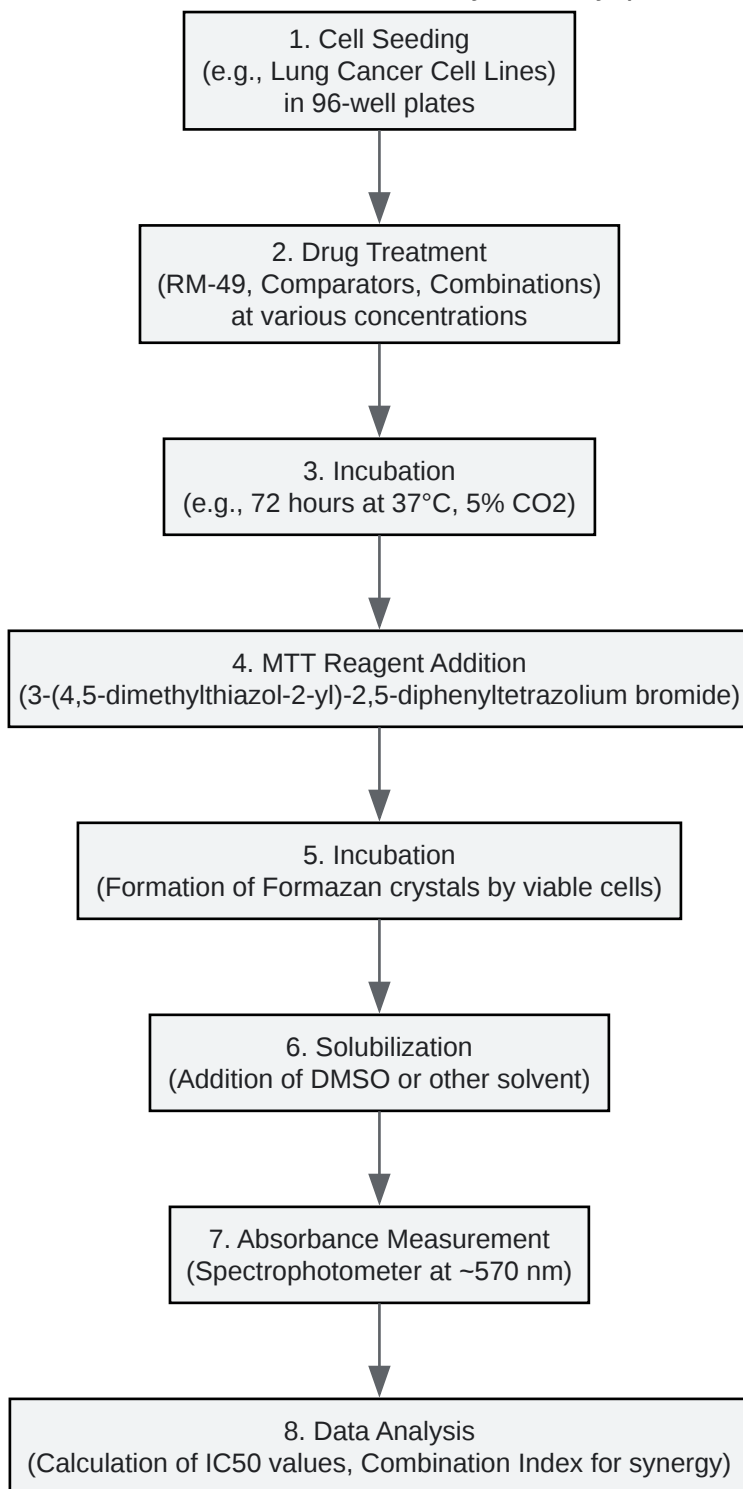 1. Cell Seeding
(e.g., Lung Cancer Cell Lines)
in 96-well plates
2. Drug Treatment
(RM-49, Comparators, Combinations)
at various concentrations
3. Incubation
(e.g., 72 hours at 37°C, 5% CO2)
4. MTT Reagent Addition
(3-(4,5-dimethylthiazol-2-yl)-2,5-diphenyltetrazolium bromide)
5. Incubation
(Formation of Formazan crystals by viable cells)
6. Solubilization
(Addition of DMSO or other solvent)
7. Absorbance Measurement
(Spectrophotometer at ~570 nm)
8. Data Analysis
(Calculation of IC50 values, Combination Index for synergy)